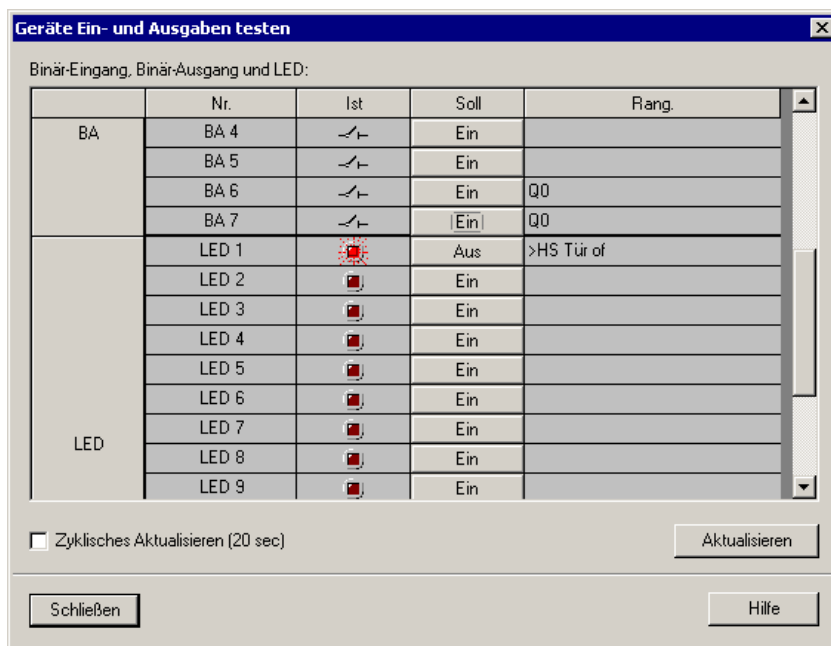 Geräte Ein- und Ausgaben testen
Binär-Eingang, Binär-Ausgang und LED:
Nr. Ist Soll Rang.
BA BA 4 Ein
BA 5 Ein
BA 6 Ein Q0
BA 7 Ein Q0
LED 1 Aus >HS Tür of
LED 2 Ein
LED 3 Ein
LED 4 Ein
LED 5 Ein
LED 6 Ein
LED 7 Ein
LED LED 8 Ein
LED 9 Ein
Zyklisches Aktualisieren (20 sec) Aktualisieren
Schließen Hilfe